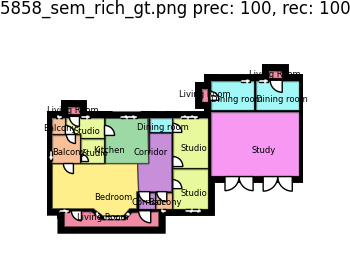 5858_sem_rich_gt.png prec: 100, rec: 100
Living Room
Living Room
Dining room
Dining room
Living Room
Balcony
Studio
Dining room
Balcony
Studio
Kitchen
Corridor
Studio
Study
Bedroom
Studio
Balcony
Living Room